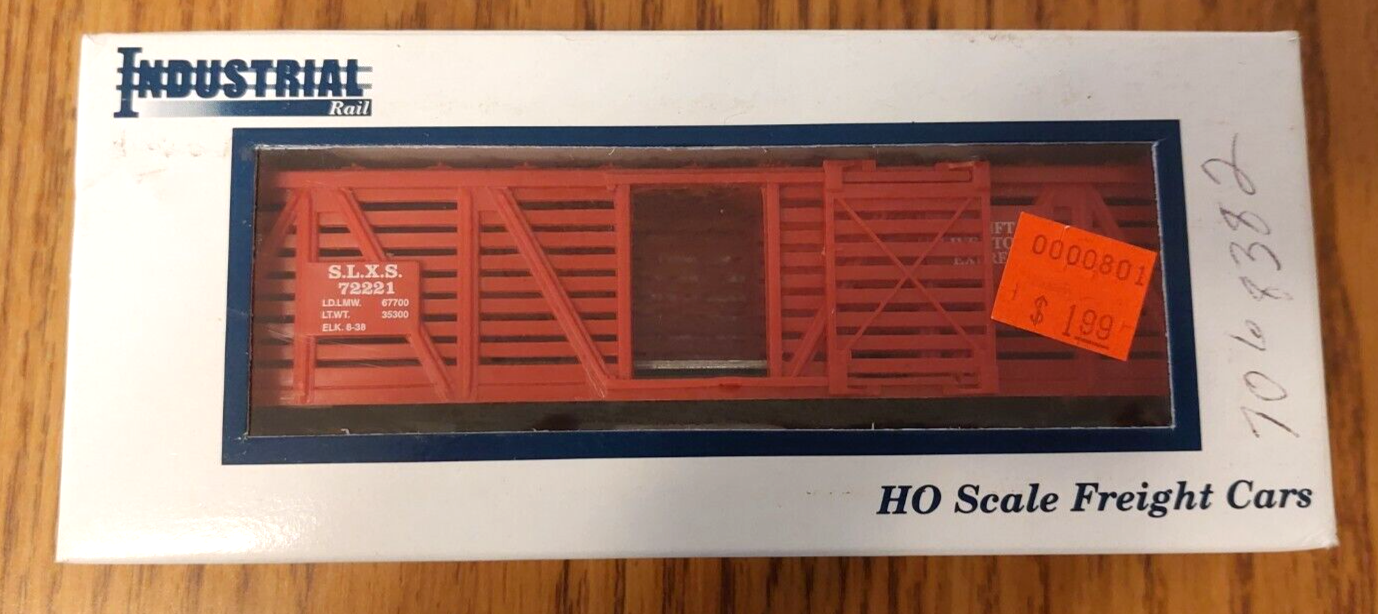 INDUSTRIAL
Rail
S.L.X.S.
72221
LD.LMW. 67700
LT.WT. 35300
ELK. 8-38
0000801
$ 1.99
7068382
HO Scale Freight Cars